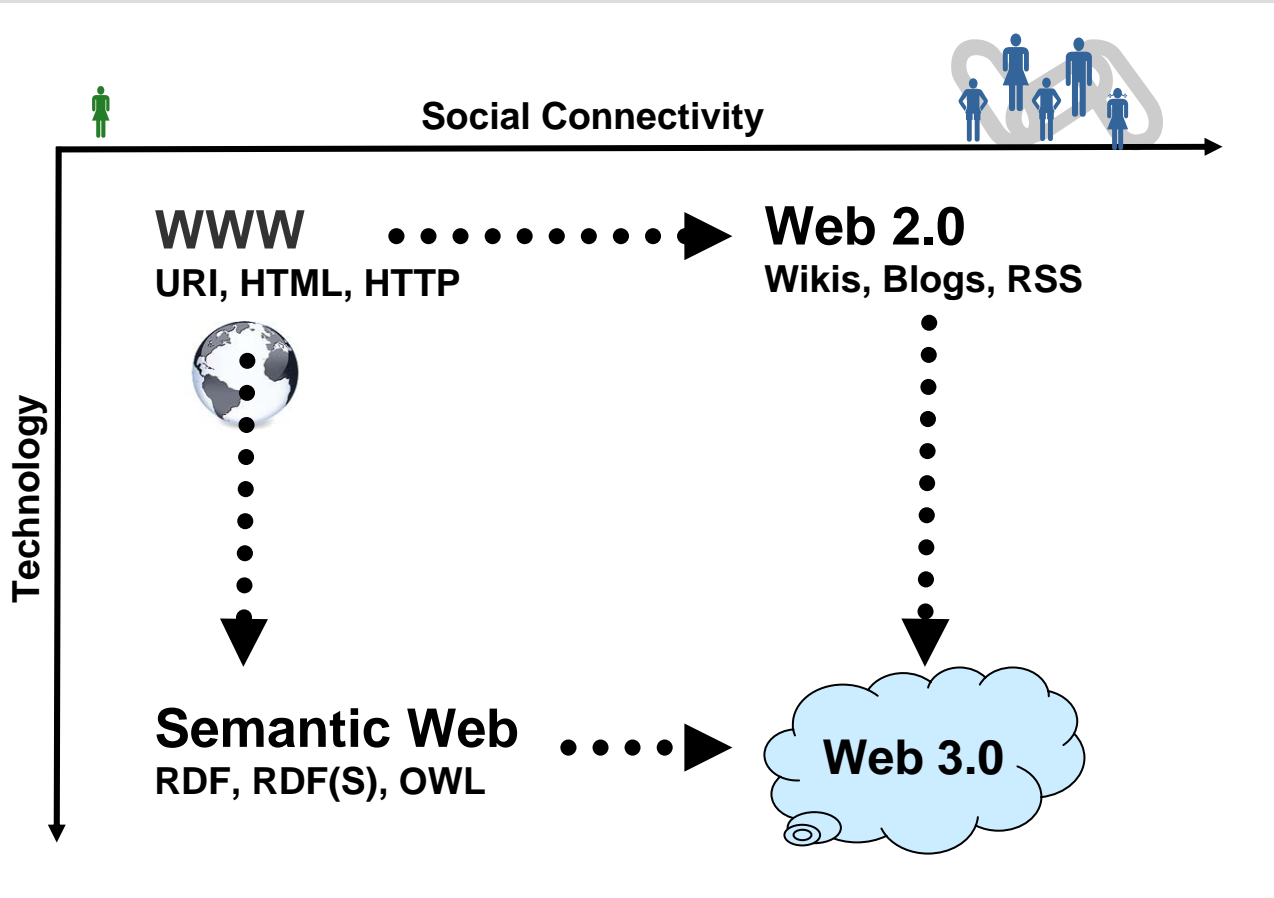 Social Connectivity
WWW
URI, HTML, HTTP
Web 2.0
Wikis, Blogs, RSS
Technology
Semantic Web
RDF, RDF(S), OWL
Web 3.0